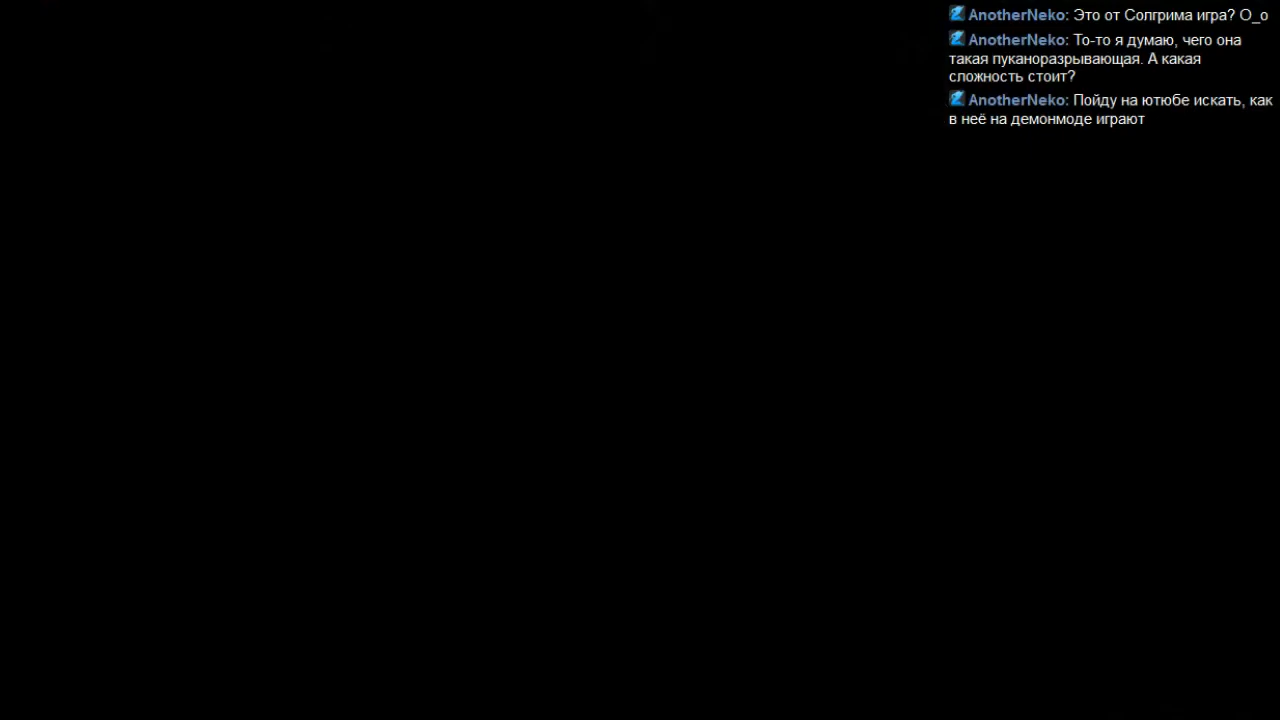 AnotherNeko: Это от Солгрима игра? O_o
AnotherNeko: То-то я думаю, чего она
такая пуканоразрывающая. А какая
сложность стоит?
AnotherNeko: Пойду на ютюбе искать, как
в неё на демонмоде играют